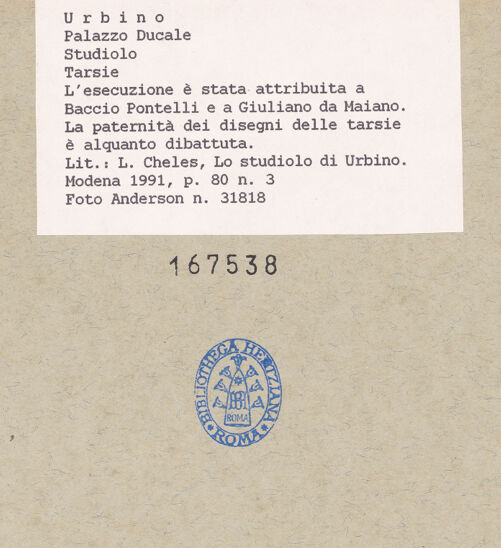 U r b i n o
Palazzo Ducale
Studiolo
Tarsie
L'esecuzione è stata attribuita a
Baccio Pontelli e a Giuliano da Maiano.
La paternità dei disegni delle tarsie
è alquanto dibattuta.
Lit.: L. Cheles, Lo studiolo di Urbino.
Modena 1991, p. 80 n. 3
Foto Anderson n. 31818
167538
BIBLIOTHECA HERTZIANA
ROMA
* ROMA *